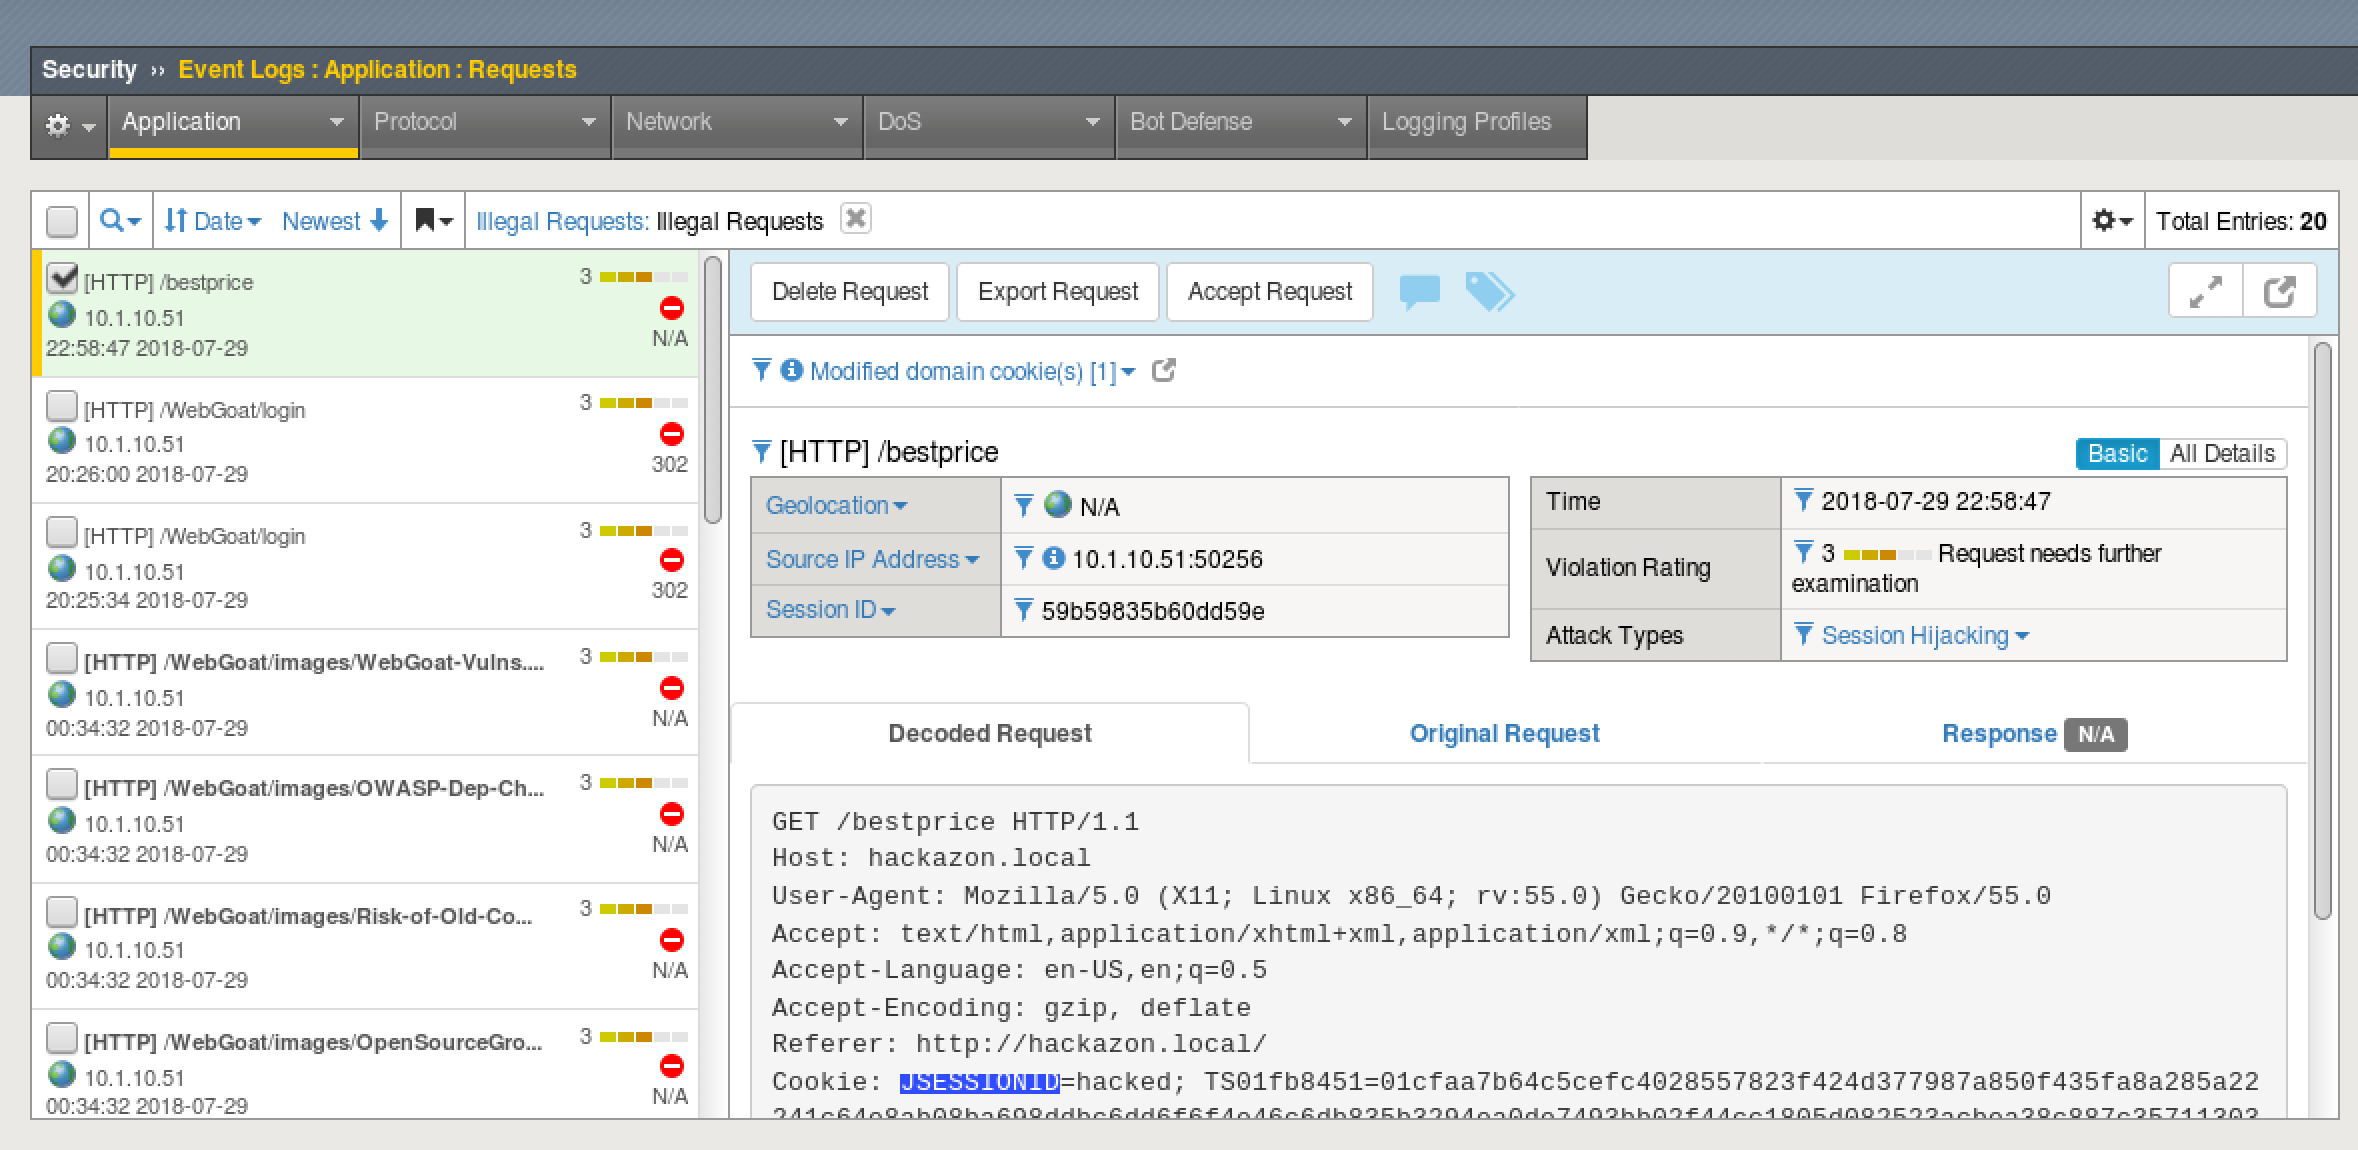 Security ›› Event Logs : Application : Requests
Application Protocol Network DoS Bot Defense Logging Profiles
Date Newest Illegal Requests: Illegal Requests Total Entries: 20
[HTTP] /bestprice 3
10.1.10.51
N/A
22:58:47 2018-07-29
[HTTP] /WebGoat/login 3
10.1.10.51
302
20:26:00 2018-07-29
[HTTP] /WebGoat/login 3
10.1.10.51
302
20:25:34 2018-07-29
[HTTP] /WebGoat/images/WebGoat-Vulns.... 3
10.1.10.51
N/A
00:34:32 2018-07-29
[HTTP] /WebGoat/images/OWASP-Dep-Ch... 3
10.1.10.51
N/A
00:34:32 2018-07-29
[HTTP] /WebGoat/images/Risk-of-Old-Co... 3
10.1.10.51
N/A
00:34:32 2018-07-29
[HTTP] /WebGoat/images/OpenSourceGro... 3
10.1.10.51
N/A
00:34:32 2018-07-29
Delete Request Export Request Accept Request
Modified domain cookie(s) [1]
[HTTP] /bestprice
Basic All Details
Geolocation N/A
Source IP Address 10.1.10.51:50256
Session ID 59b59835b60dd59e
Time 2018-07-29 22:58:47
Violation Rating 3 Request needs further
examination
Attack Types Session Hijacking
Decoded Request Original Request Response N/A
GET /bestprice HTTP/1.1
Host: hackazon.local
User-Agent: Mozilla/5.0 (X11; Linux x86_64; rv:55.0) Gecko/20100101 Firefox/55.0
Accept: text/html,application/xhtml+xml,application/xml;q=0.9,*/*;q=0.8
Accept-Language: en-US,en;q=0.5
Accept-Encoding: gzip, deflate
Referer: http://hackazon.local/
Cookie: JSESSIONID=hacked; TS01fb8451=01cfaa7b64c5cefc4028557823f424d377987a850f435fa8a285a22